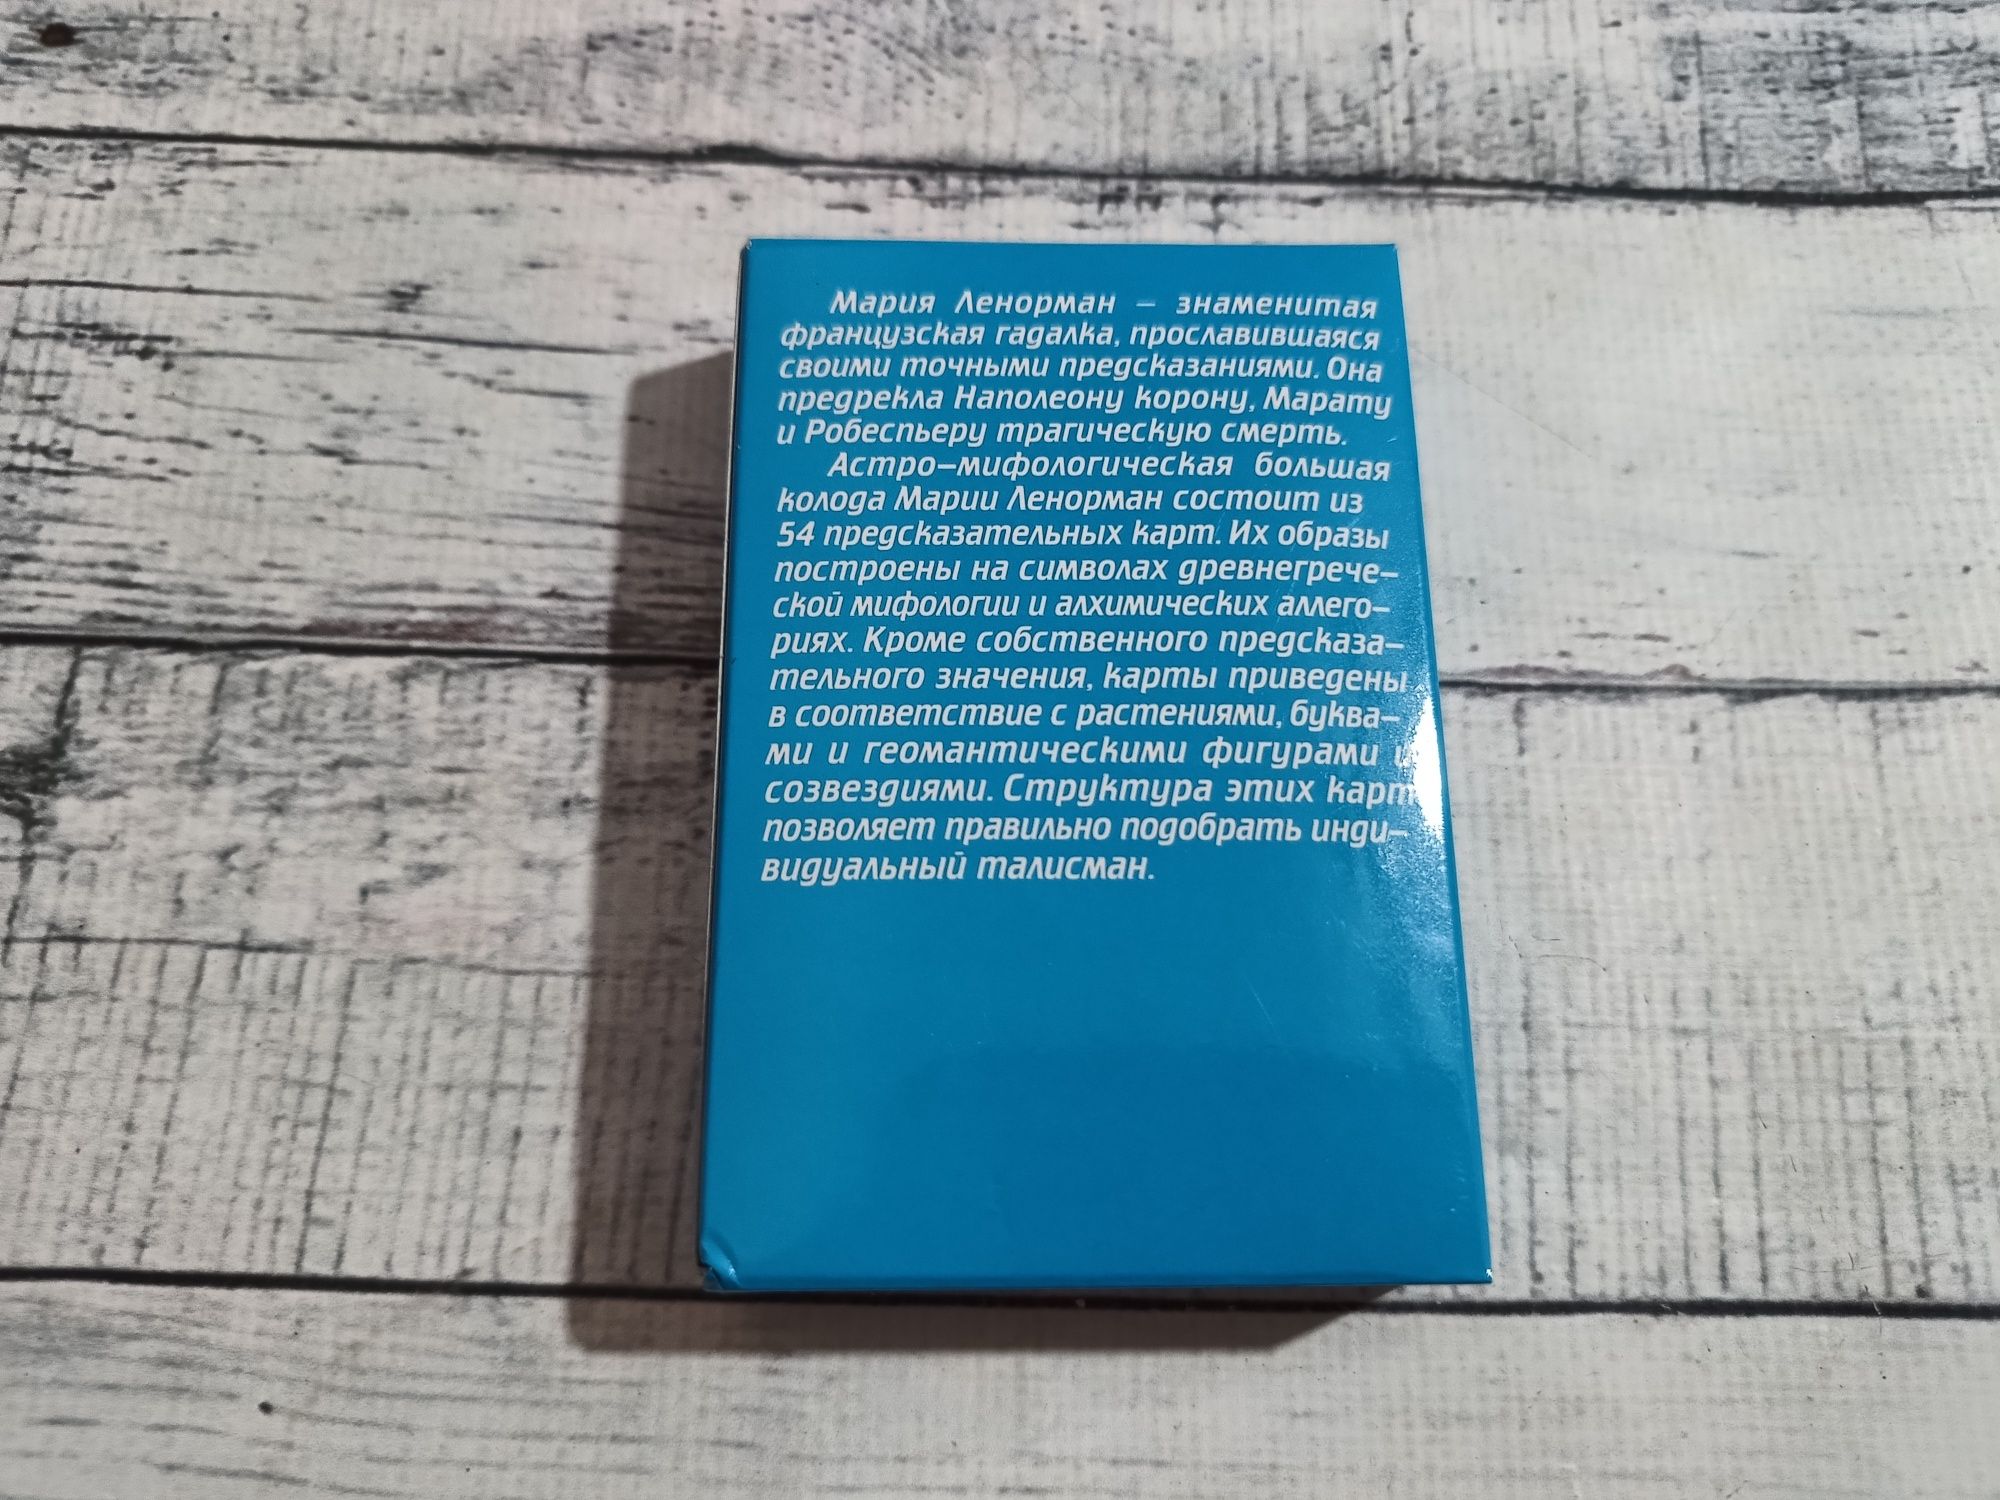 Мария Ленорман – знаменитая
французская гадалка, прославившаяся
своими точными предсказаниями. Она
предрекла Наполеону корону, Марату
и Робеспьеру трагическую смерть.
Астро–мифологическая большая
колода Марии Ленорман состоит из
54 предсказательных карт. Их образы
построены на символах древнегрече–
ской мифологии и алхимических аллего–
риях. Кроме собственного предсказа–
тельного значения, карты приведены
в соответствие с растениями, буква–
ми и геомантическими фигурами и
созвездиями. Структура этих карт
позволяет правильно подобрать инди–
видуальный талисман.